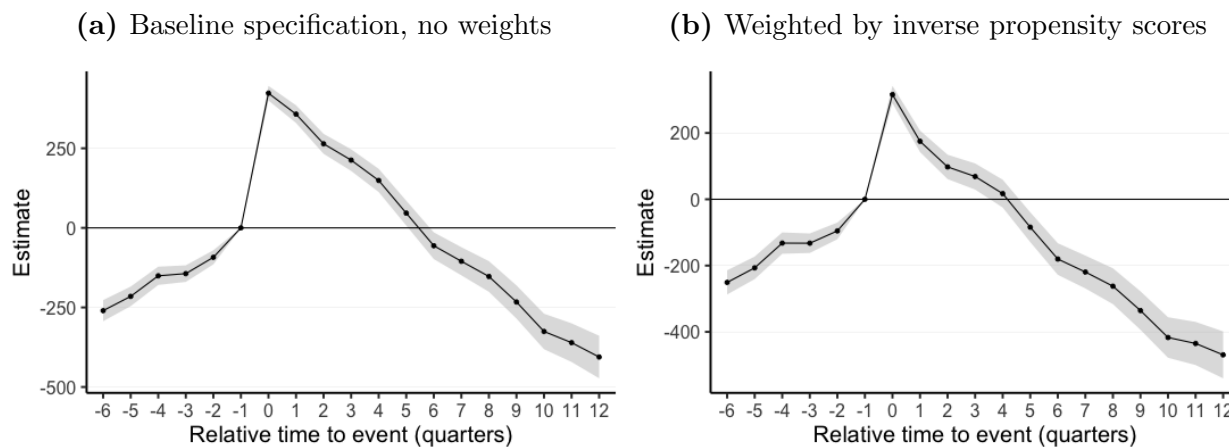 (a) Baseline specification, no weights
250
0
-250
-500
Estimate
-6 -5 -4 -3 -2 -1 0 1 2 3 4 5 6 7 8 9 10 11 12
Relative time to event (quarters)
(b) Weighted by inverse propensity scores
200
0
-200
-400
Estimate
-6 -5 -4 -3 -2 -1 0 1 2 3 4 5 6 7 8 9 10 11 12
Relative time to event (quarters)